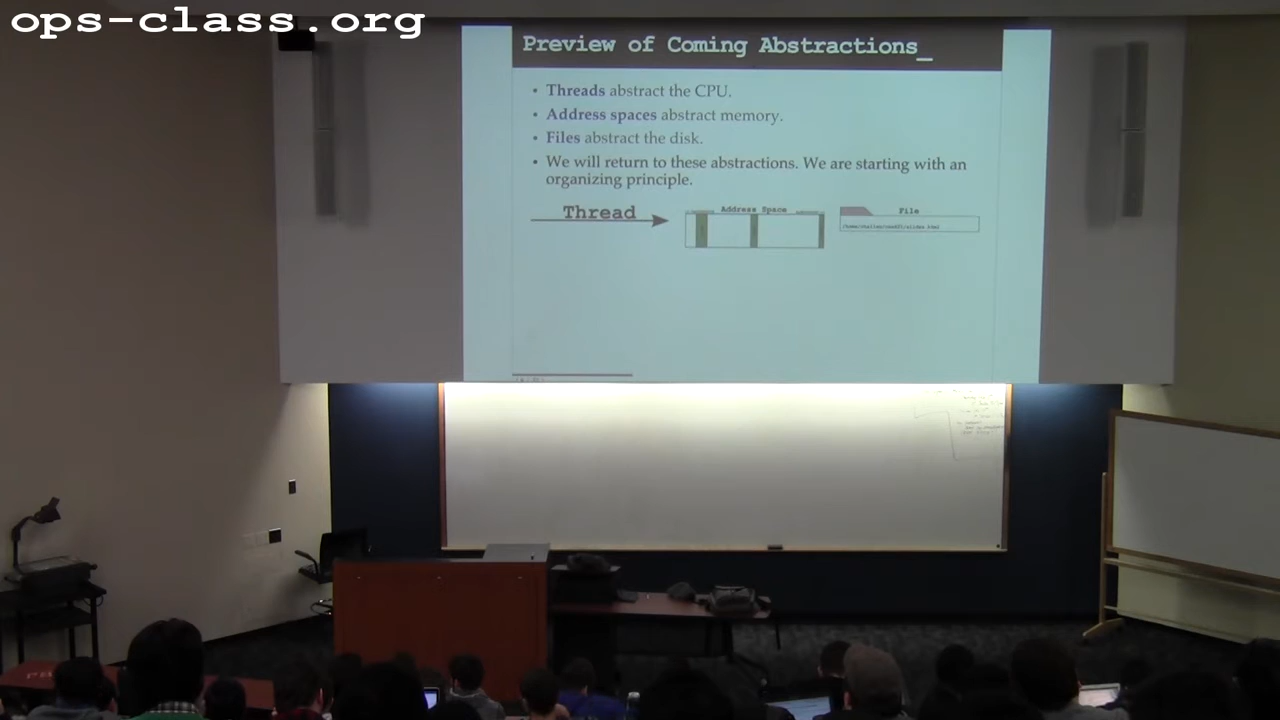 ops-class.org
Preview of Coming Abstractions_
• Threads abstract the CPU.
• Address spaces abstract memory.
• Files abstract the disk.
• We will return to these abstractions. We are starting with an
organizing principle.
Thread
Address Space
File